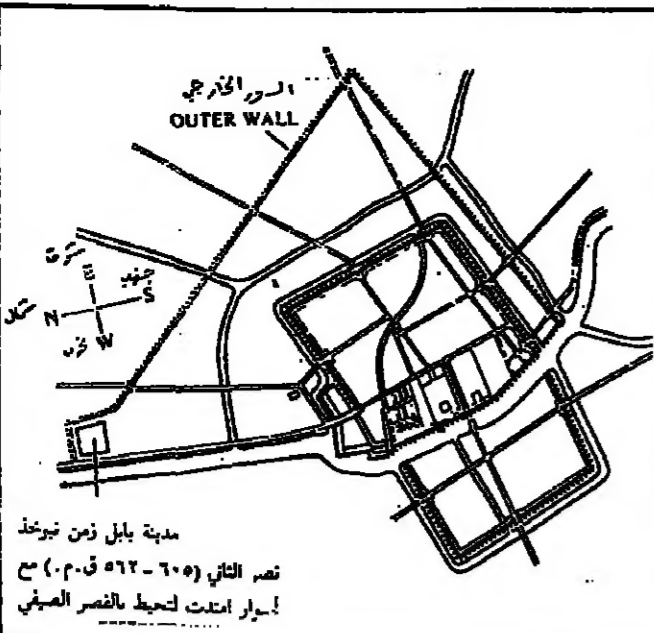 السور الخارجي
OUTER WALL
شرق
E
جنوب
S
شمال
N
W
غرب
مدينة بابل زمن نبوخذ
نصر الثاني (٦٠٥ - ٥٦٢ ق.م.) مع
أسوار امتدت لتحيط بالقصر الصيفي